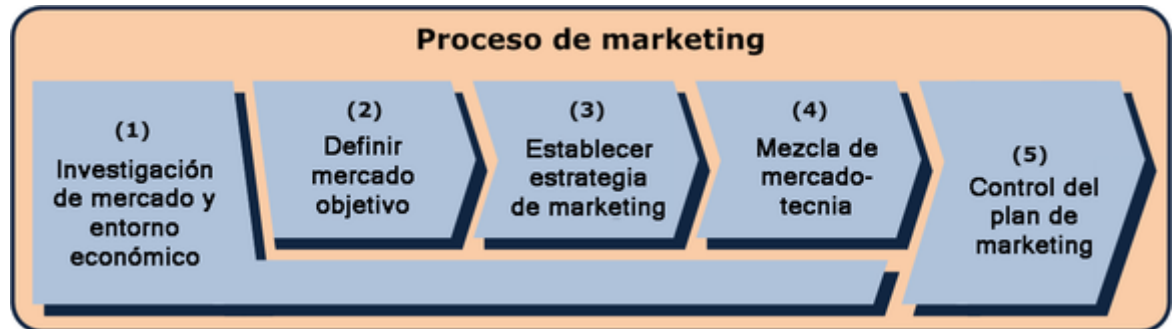 Proceso de marketing
(1)
Investigación
de mercado y
entorno
económico
(2)
Definir
mercado
objetivo
(3)
Establecer
estrategia
de marketing
(4)
Mezcla de
mercado-
tecnia
(5)
Control del
plan de
marketing